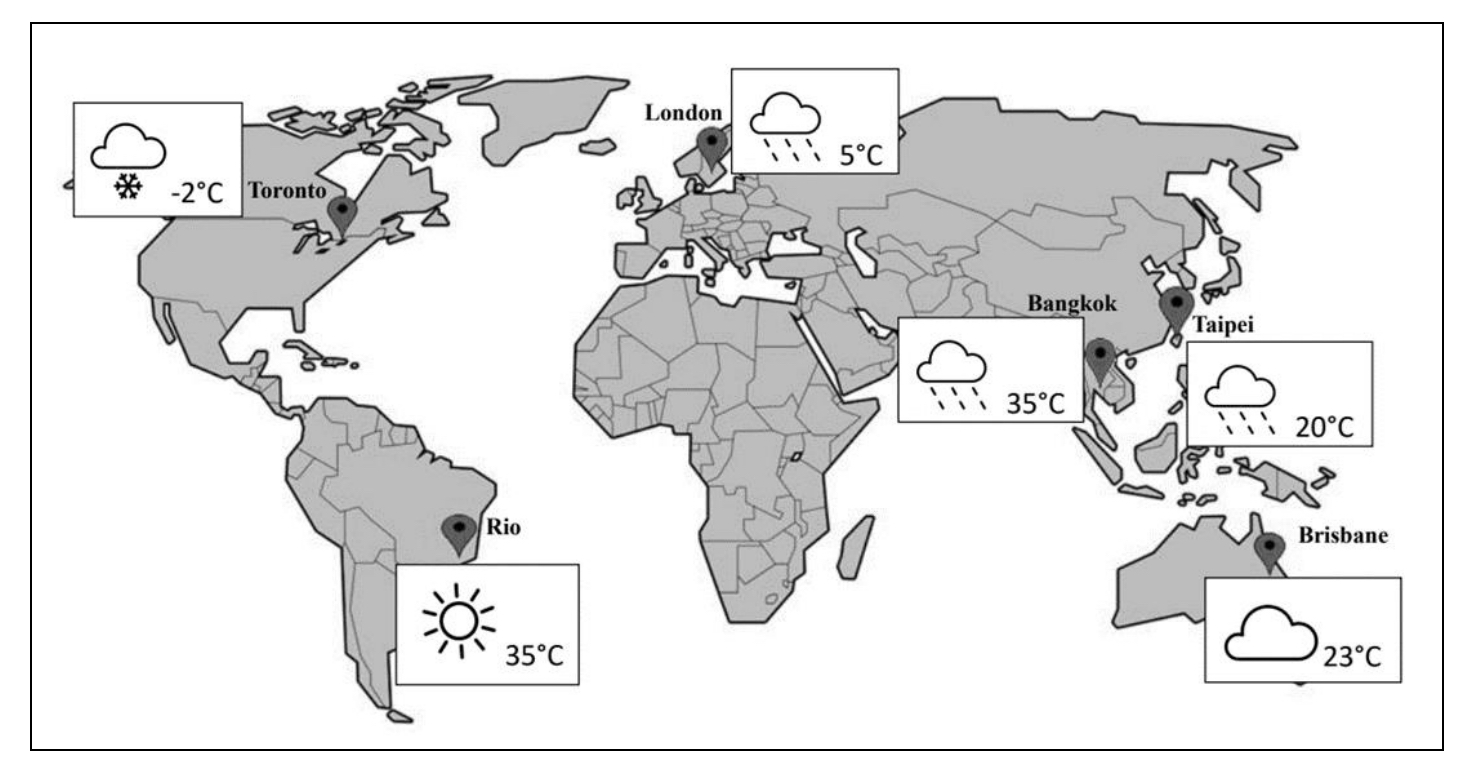 London
5°C
-2°C
Toronto
Bangkok
Taipei
35°C
20°C
Rio
Brisbane
35°C
23°C